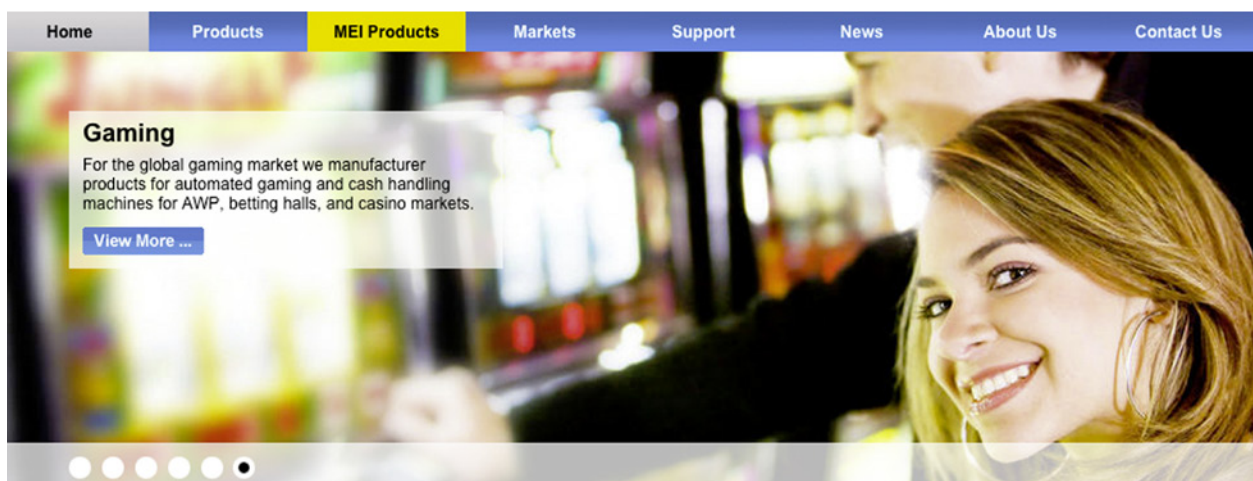 Home Products MEI Products Markets Support News About Us Contact Us
Gaming
For the global gaming market we manufacturer
products for automated gaming and cash handling
machines for AWP, betting halls, and casino markets.
View More ...